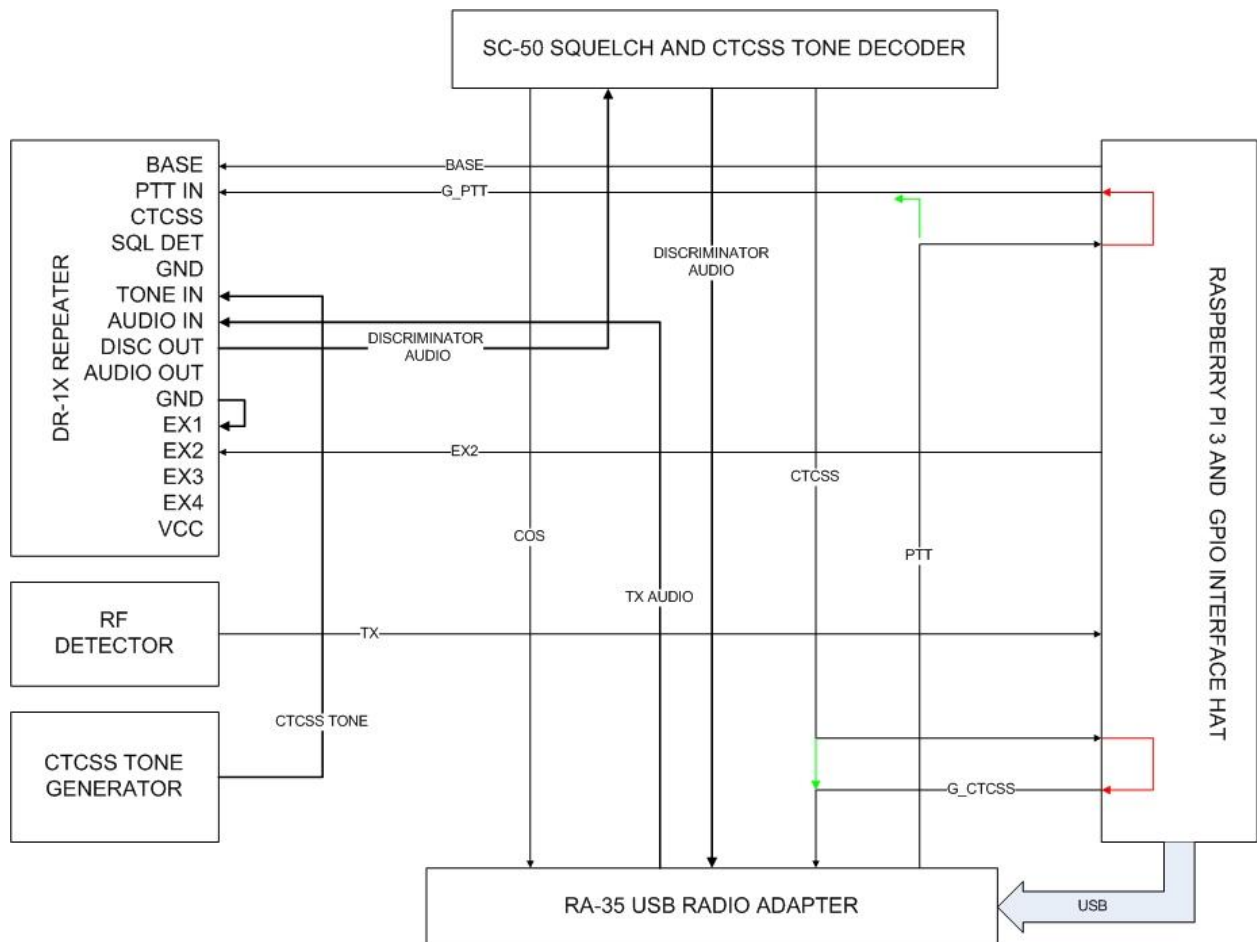 SC-50 SQUELCH AND CTCSS TONE DECODER
DR-1X REPEATER
BASE
PTT IN
CTCSS
SQL DET
GND
TONE IN
AUDIO IN
DISC OUT
AUDIO OUT
GND
EX1
EX2
EX3
EX4
VCC
BASE
G_PTT
DISCRIMINATOR
AUDIO
DISCRIMINATOR
AUDIO
EX2
CTCSS
COS
PTT
TX AUDIO
RASPBERRY PI 3 AND GPIO INTERFACE HAT
RF
DETECTOR
TX
CTCSS TONE
CTCSS TONE
GENERATOR
G_CTCSS
RA-35 USB RADIO ADAPTER
USB